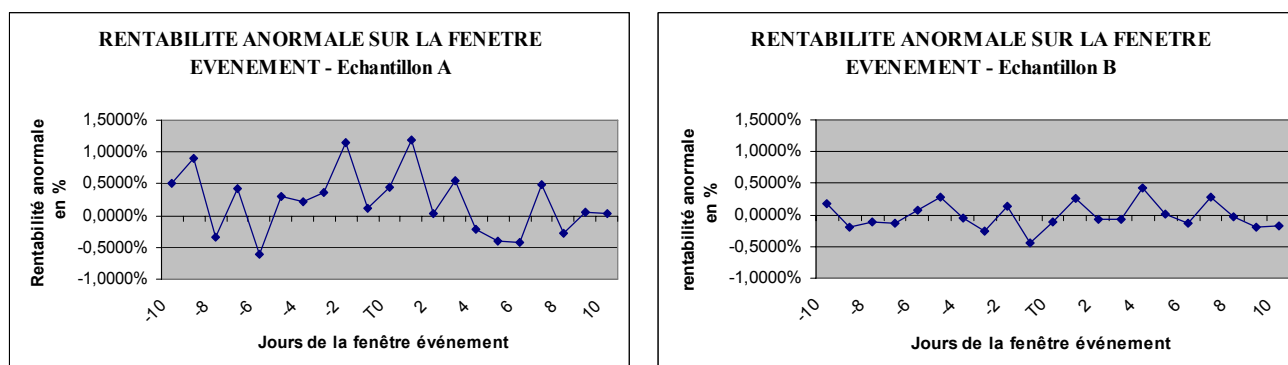 RENTABILITE ANORMALE SUR LA FENETRE
EVENEMENT - Echantillon A
Rentabilité anormale
en %
1,5000%
1,0000%
0,5000%
0,0000%
-0,5000%
-1,0000%
-10
-8
-6
-4
-2
T0
2
4
6
8
10
Jours de la fenêtre événement
RENTABILITE ANORMALE SUR LA FENETRE
EVENEMENT - Echantillon B
rentabilité anormale
en %
1,5000%
1,0000%
0,5000%
0,0000%
-0,5000%
-1,0000%
-10
-8
-6
-4
-2
T0
2
4
6
8
10
Jours de la fenêtre événement